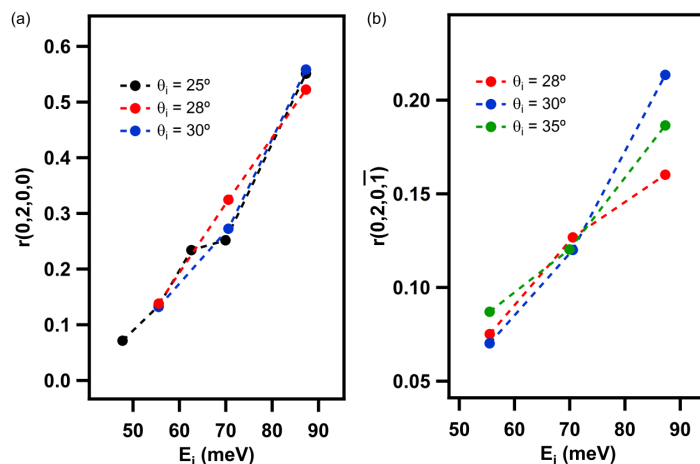 (a)
0.6
0.5
0.4
0.3
0.2
0.1
0.0
r(0,2,0,0)
θi = 25º
θi = 28º
θi = 30º
50 60 70 80 90
Ei (meV)
(b)
0.20
0.15
0.10
0.05
r(0,2,0,1̅)
θi = 28º
θi = 30º
θi = 35º
50 60 70 80 90
Ei (meV)